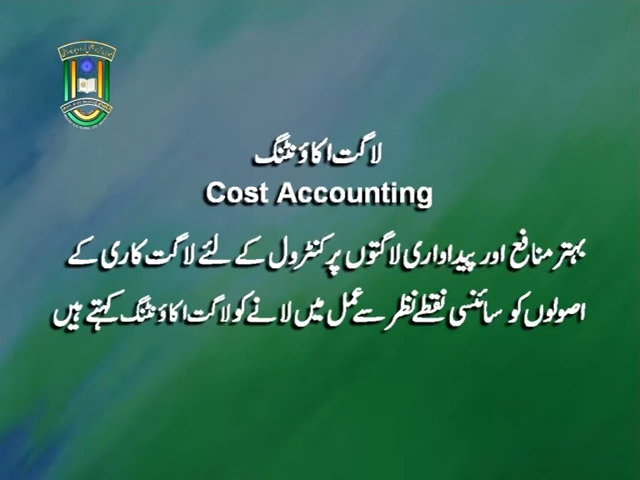 لاگت اکاؤنٹنگ
Cost Accounting
بہتر منافع اور پیداواری لاگتوں پر کنٹرول کے لئے لاگت کاری کے
اصولوں کو سائنسی نقطے نظر سے عمل میں لانے کو لاگت اکاؤنٹنگ کہتے ہیں